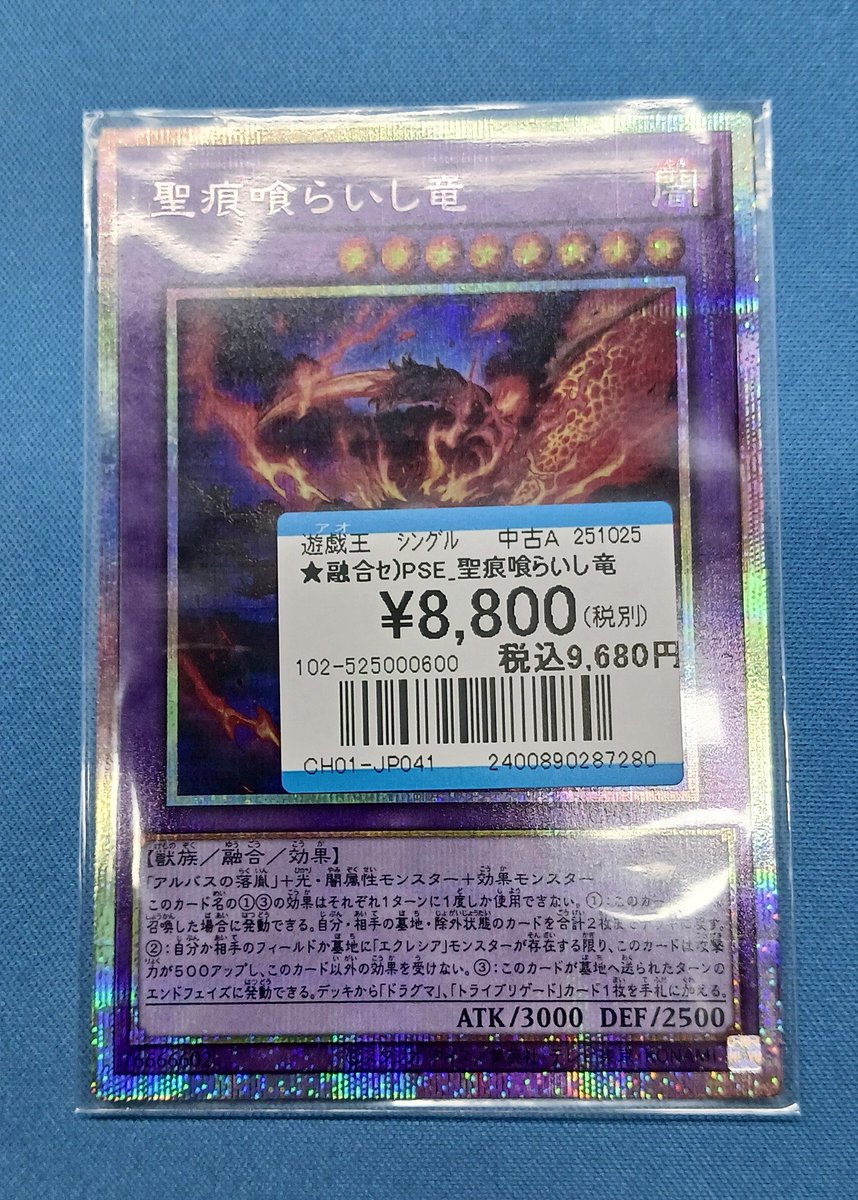 聖痕喰らいし竜
闇
アオ
遊戯王 シングル 中古A 251025
★融合セ)PSE_聖痕喰らいし竜
¥8,800(税別)
102-525000600 税込9,680円
CH01-JP041 2400890287280
【獣族／融合／効果】
「アルバスの落胤」+光・闇属性モンスター+効果モンスター
このカード名の①③の効果はそれぞれ1ターンに1度しか使用できない。①:このカード
召喚した場合に発動できる。自分・相手の墓地・除外状態のカードを合計2枚まで
②:自分か相手のフィールドか墓地に「エクレシア」モンスターが存在する限り、このカードは攻撃
力が500アップし、このカード以外の効果を受けない。③:このカードが墓地へ送られたターンの
エンドフェイズに発動できる。デッキから「ドラグマ」、「トライブリゲード」カード1枚を手札に加える。
ATK/3000 DEF/2500